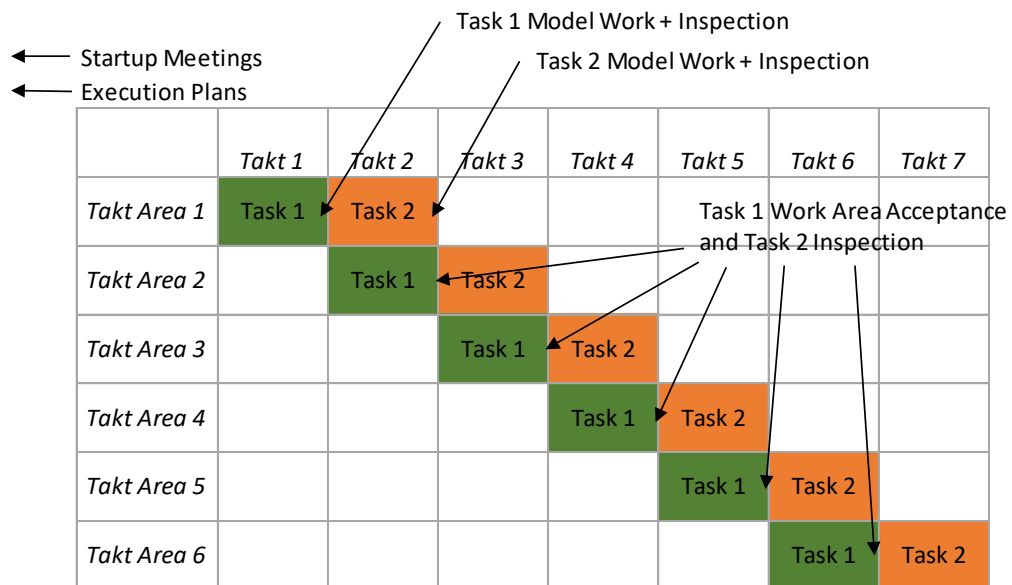 Task 1 Model Work + Inspection
Startup Meetings
Task 2 Model Work + Inspection
Execution Plans
Takt 1 Takt 2 Takt 3 Takt 4 Takt 5 Takt 6 Takt 7
Takt Area 1 Task 1 Task 2
Task 1 Work Area Acceptance
and Task 2 Inspection
Takt Area 2 Task 1 Task 2
Takt Area 3 Task 1 Task 2
Takt Area 4 Task 1 Task 2
Takt Area 5 Task 1 Task 2
Takt Area 6 Task 1 Task 2